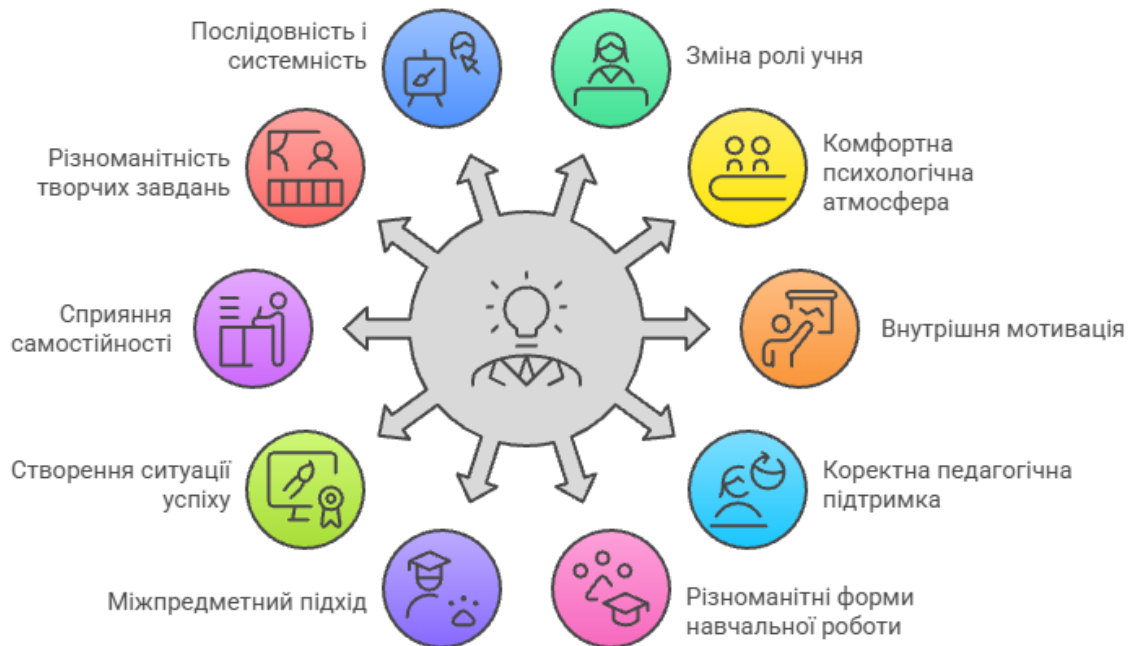 Послідовність і
системність
Зміна ролі учня
Різноманітність
творчих завдань
Комфортна
психологічна
атмосфера
Сприяння
самостійності
Внутрішня мотивація
Створення ситуації
успіху
Коректна педагогічна
підтримка
Міжпредметний підхід
Різноманітні форми
навчальної роботи